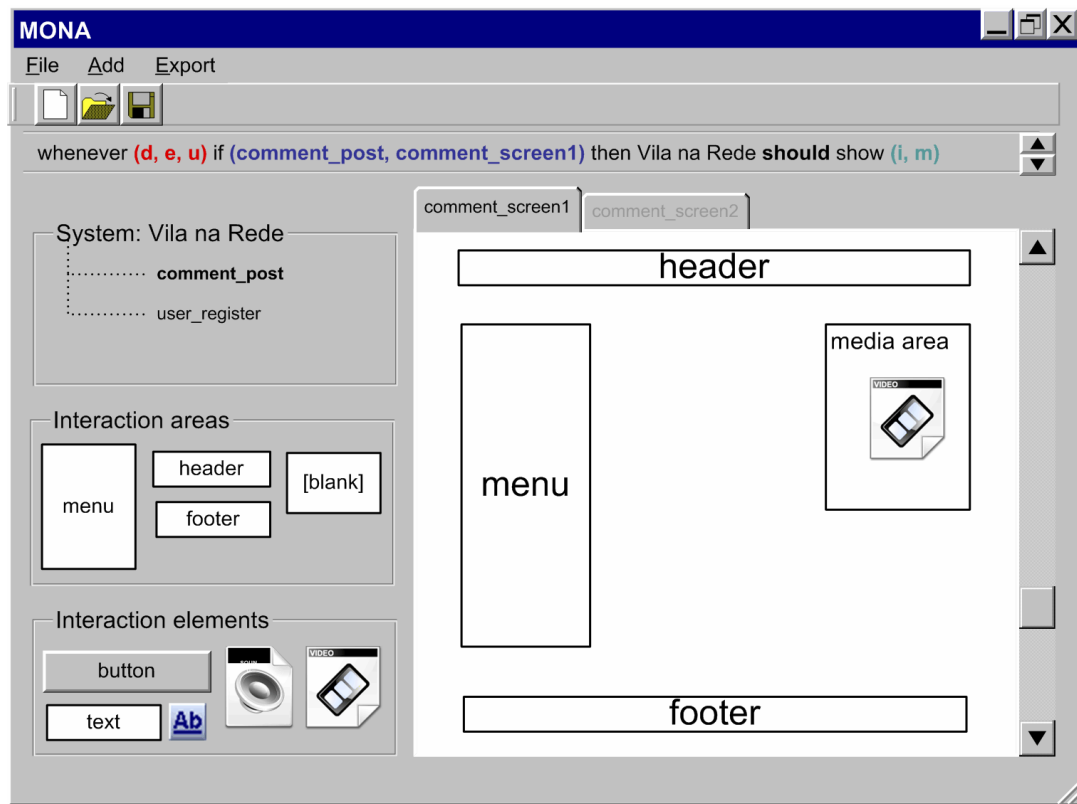 MONA
File Add Export
whenever (d, e, u) if (comment_post, comment_screen1) then Vila na Rede should show (i, m)
comment_screen1
comment_screen2
System: Vila na Rede
comment_post
user_register
Interaction areas
menu
header
footer
[blank]
Interaction elements
button
text
Ab
VIDEO
header
menu
media area
VIDEO
footer